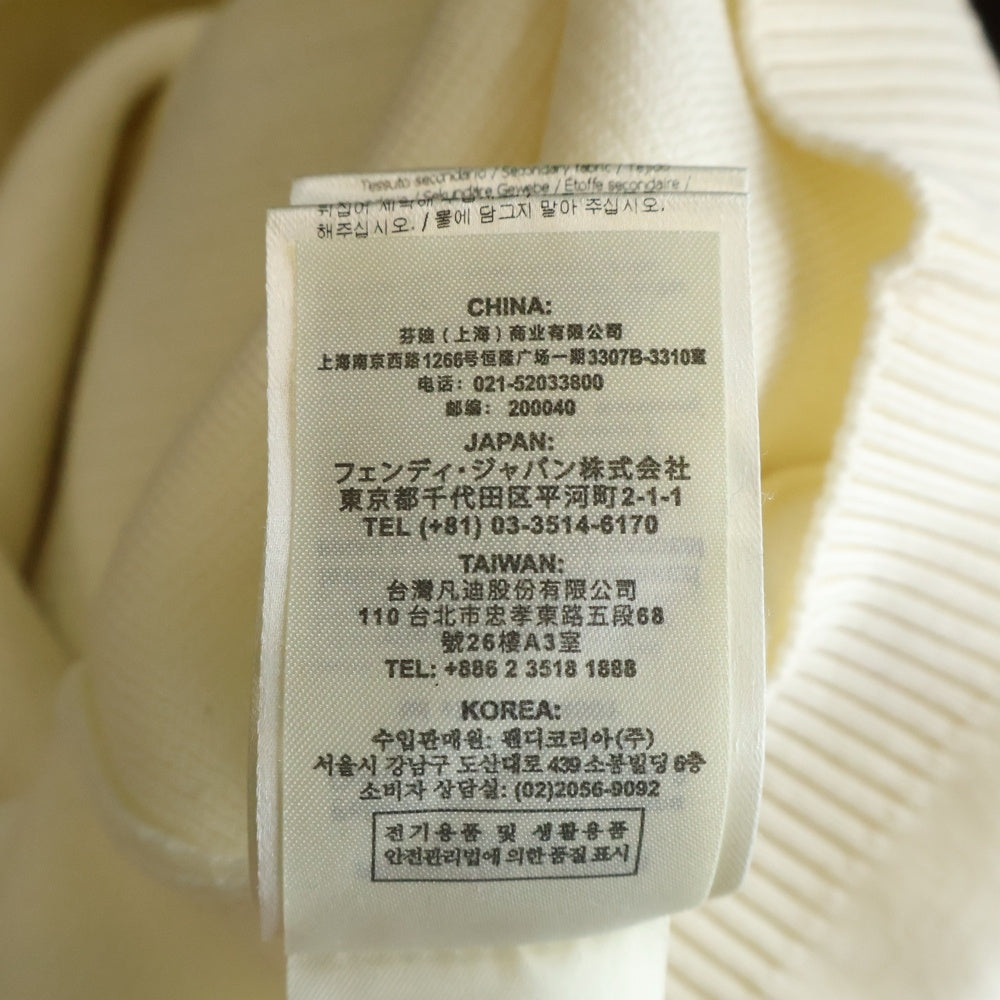 Tessuto secondario / Secondary fabric / Tejido
/ Sekundäre Gewebe / Étoffe secondaire /
뒤집어 세탁해
해주십시오. / 물에 담그지 말아 주십시오.
CHINA:
芬迪（上海）商业有限公司
上海南京西路1266号恒隆广场一期3307B-3310室
电话： 021-52033800
邮编： 200040
JAPAN:
フェンディ・ジャパン株式会社
東京都千代田区平河町2-1-1
TEL (+81) 03-3514-6170
TAIWAN:
台灣凡迪股份有限公司
110 台北市忠孝東路五段68
號26樓A3室
TEL: +886 2 3518 1888
KOREA:
수입판매원: 펜디코리아(주)
서울시 강남구 도산대로 439 소봉빌딩 6층
소비자 상담실: (02)2056-9092
전기용품 및 생활용품
안전관리법에 의한 품질 표시